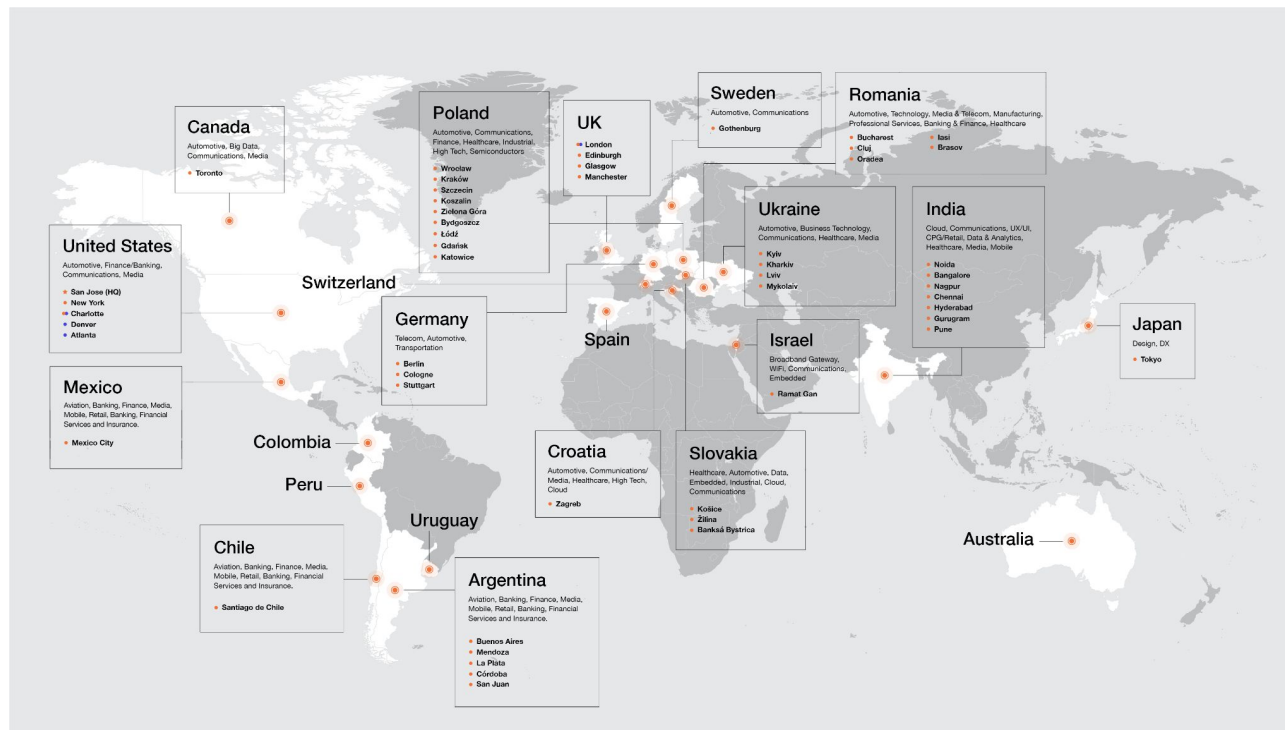 Canada
Automotive, Big Data,
Communications, Media
Toronto
United States
Automotive, Finance/Banking,
Communications, Media
San Jose (HQ)
New York
Charlotte
Denver
Atlanta
Mexico
Aviation, Banking, Finance, Media,
Mobile, Retail, Banking, Financial
Services and Insurance.
Mexico City
Poland
Automotive, Communications,
Finance, Healthcare, Industrial,
High Tech, Semiconductors
Wrocław
Kraków
Szczecin
Koszalin
Zielona Góra
Bydgoszcz
Łódź
Gdańsk
Katowice
UK
London
Edinburgh
Glasgow
Manchester
Sweden
Automotive, Communications
Gothenburg
Romania
Automotive, Technology, Media & Telecom, Manufacturing,
Professional Services, Banking & Finance, Healthcare
Bucharest
Cluj
Oradea
Iasi
Brasov
Ukraine
Automotive, Business Technology,
Communications, Healthcare, Media
Kyiv
Kharkiv
Lviv
Mykolaiv
India
Cloud, Communications, UX/UI,
CPG/Retail, Data & Analytics,
Healthcare, Media, Mobile
Noida
Bangalore
Nagpur
Chennai
Hyderabad
Gurugram
Pune
Switzerland
Germany
Telecom, Automotive,
Transportation
Berlin
Cologne
Stuttgart
Spain
Israel
Broadband Gateway,
WiFi, Communications,
Embedded
Ramat Gan
Japan
Design, DX
Tokyo
Colombia
Peru
Uruguay
Croatia
Automotive, Communications/
Media, Healthcare, High Tech,
Cloud
Zagreb
Slovakia
Healthcare, Automotive, Data,
Embedded, Industrial, Cloud,
Communications
Košice
Žilina
Banksá Bystrica
Australia
Chile
Aviation, Banking, Finance, Media,
Mobile, Retail, Banking, Financial
Services and Insurance.
Santiago de Chile
Argentina
Aviation, Banking, Finance, Media,
Mobile, Retail, Banking, Financial
Services and Insurance.
Buenos Aires
Mendoza
La Plata
Córdoba
San Juan